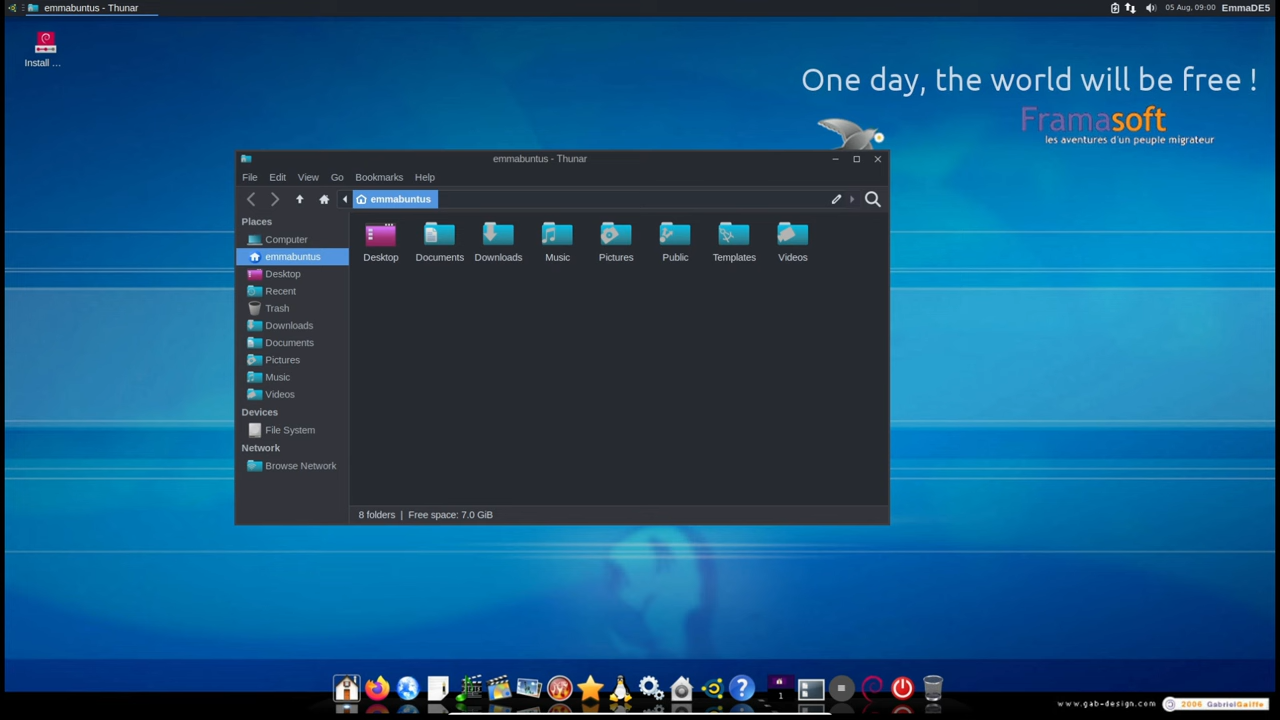 emmabuntus - Thunar
05 Aug, 09:00 EmmaDE5
Install ...
One day, the world will be free !
Framasoft
les aventures d'un peuple migrateur
emmabuntus - Thunar
File Edit View Go Bookmarks Help
emmabuntus
Places
Computer
emmabuntus
Desktop
Recent
Trash
Downloads
Documents
Pictures
Music
Videos
Devices
File System
Network
Browse Network
Desktop Documents Downloads Music Pictures Public Templates Videos
8 folders | Free space: 7.0 GiB
1
www.gab-design.com 2006 GabrielGaiffe